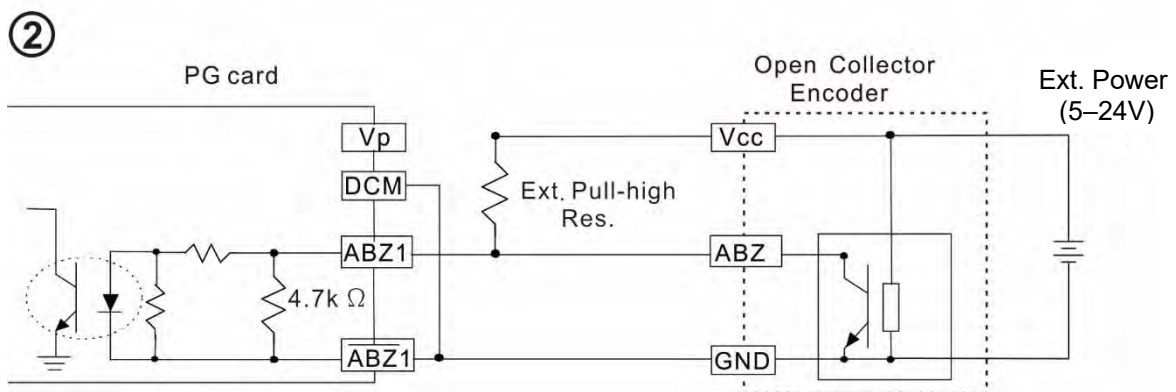 ②
PG card
Open Collector
Encoder
Ext. Power
(5–24V)
Vp
Vcc
DCM
Ext. Pull-high
Res.
ABZ1
ABZ
4.7k Ω
A̅B̅Z̅1
GND